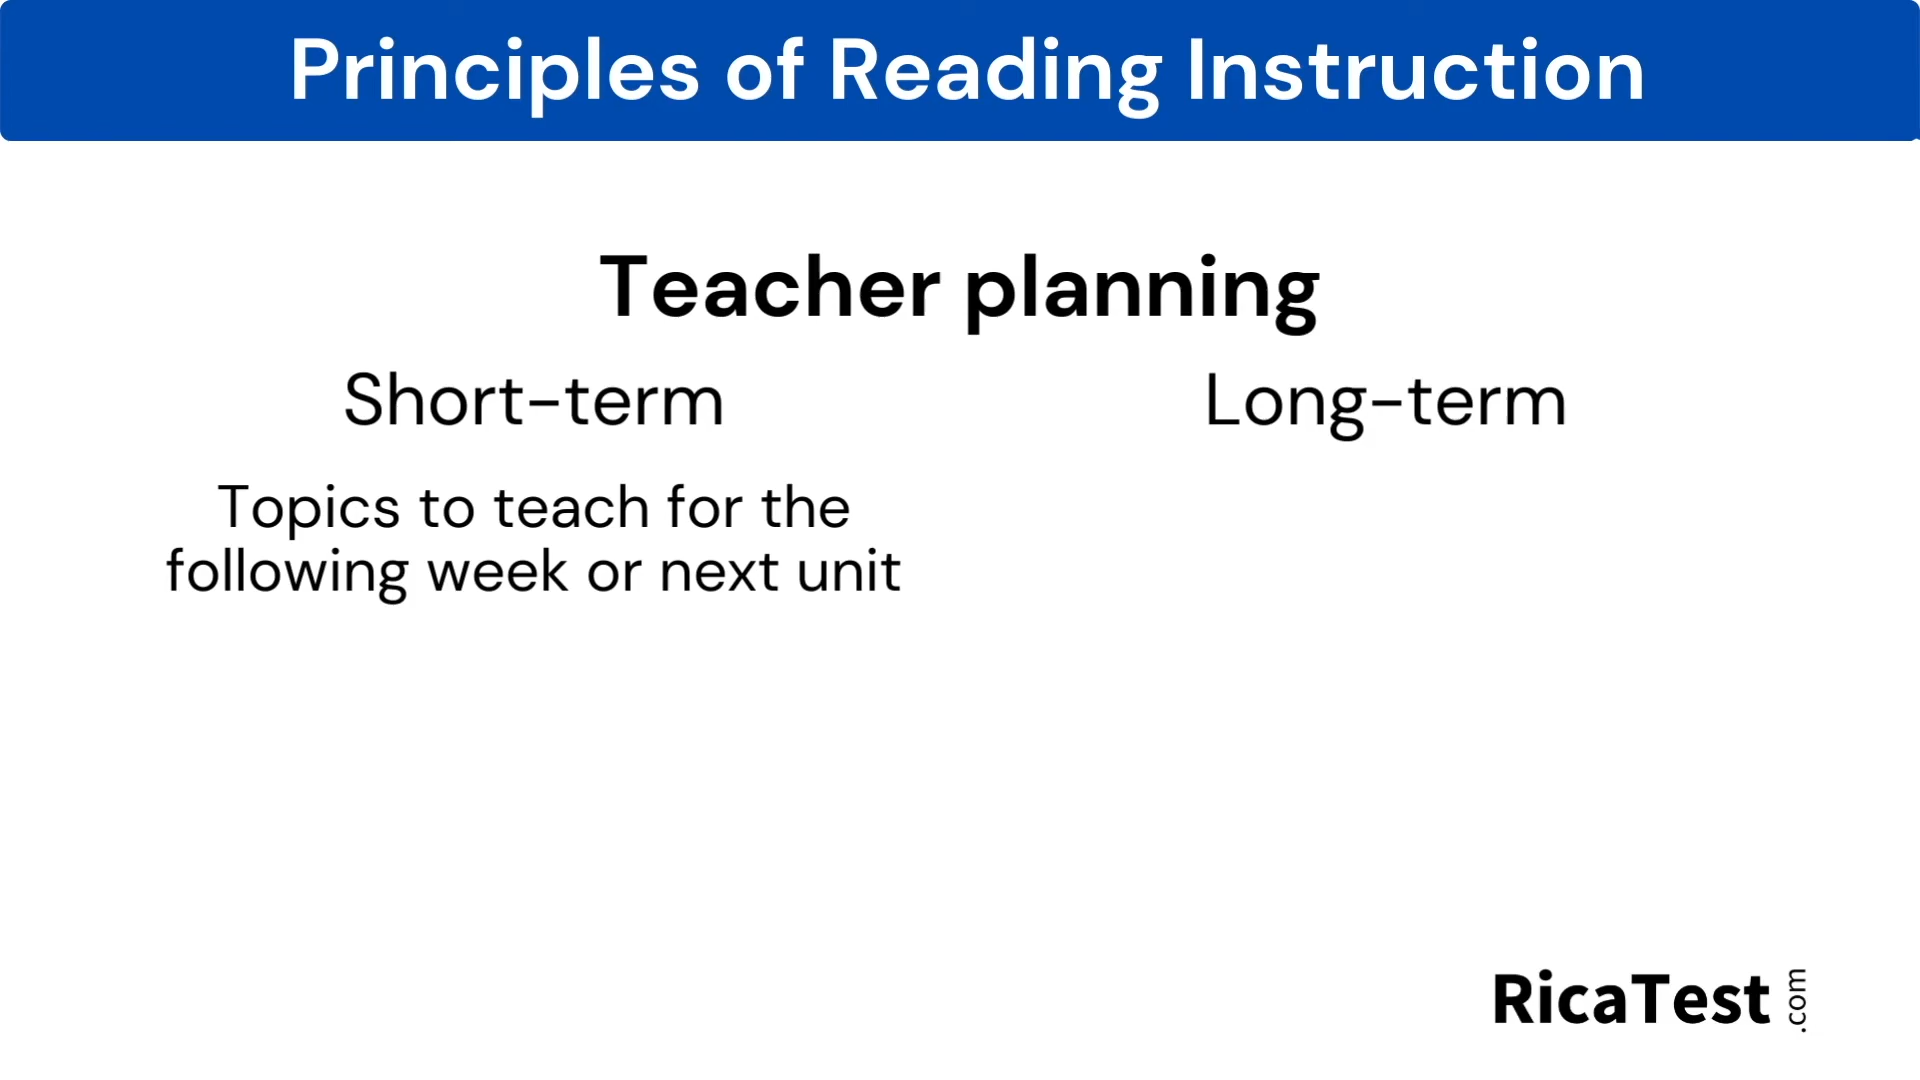 Principles of Reading Instruction
Teacher planning
Short-term
Long-term
Topics to teach for the
following week or next unit
RicaTest.com